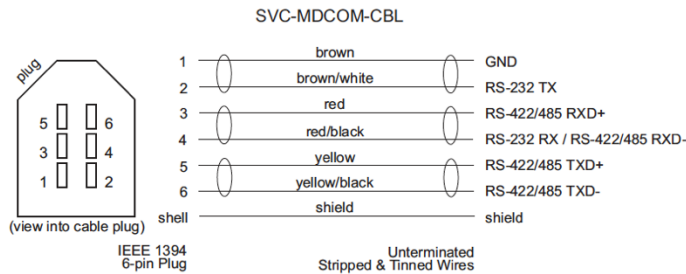 SVC-MDCOM-CBL
plug
5 6
3 4
1 2
(view into cable plug)
IEEE 1394
6-pin Plug
1 brown GND
2 brown/white RS-232 TX
3 red RS-422/485 RXD+
4 red/black RS-232 RX / RS-422/485 RXD-
5 yellow RS-422/485 TXD+
6 yellow/black RS-422/485 TXD-
shell shield shield
Unterminated
Stripped & Tinned Wires